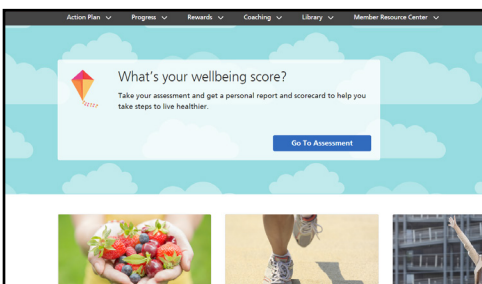 Action Plan Progress Rewards Coaching Library Member Resource Center
What's your wellbeing score?
Take your assessment and get a personal report and scorecard to help you
take steps to live healthier.
Go To Assessment